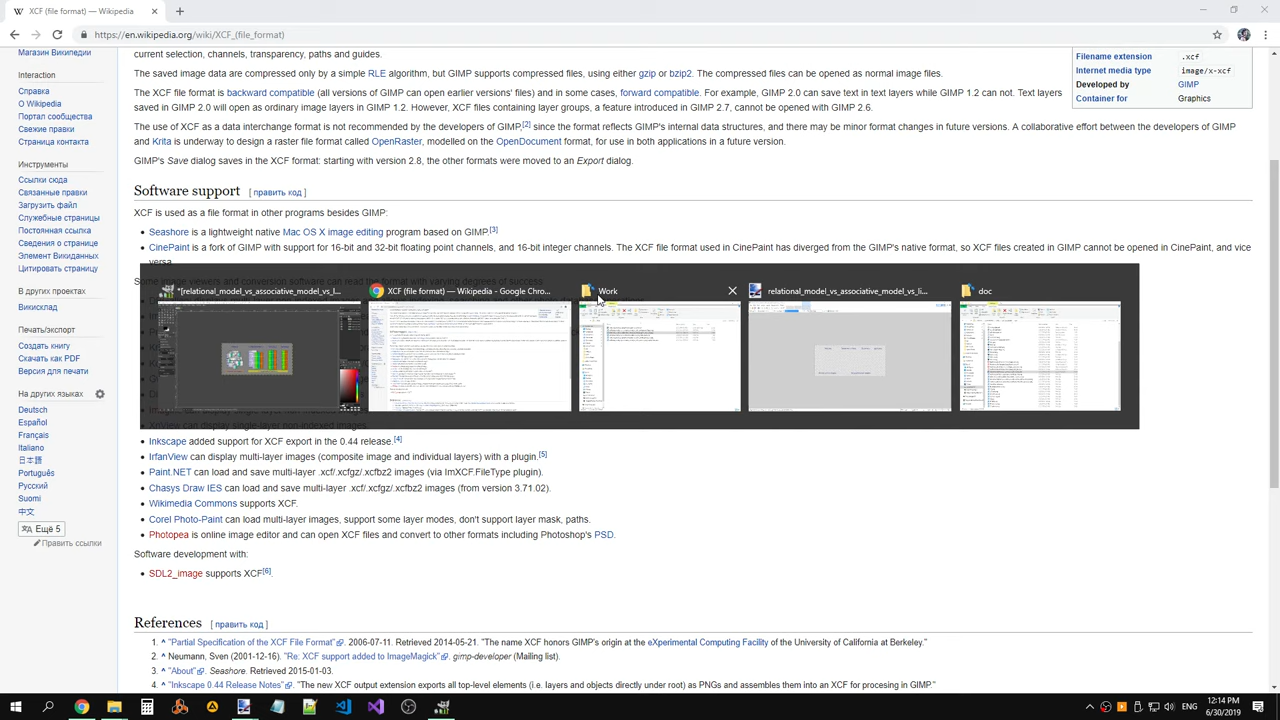 XCF (file format) — Wikipedia
https://en.wikipedia.org/wiki/XCF_(file_format)
Магазин Википедии
Interaction
Справка
О Wikipedia
Портал сообщества
Свежие правки
Страница контакта
Инструменты
Ссылки сюда
Связанные правки
Загрузить файл
Служебные страницы
Постоянная ссылка
Сведения о странице
Элемент Викиданных
Цитировать страницу
В других проектах
Викисклад
Печать/экспорт
Создать книгу
Скачать как PDF
Версия для печати
На других языках
Deutsch
Español
Français
Italiano
日本語
Português
Русский
Suomi
中文
Ещё 5
Править ссылки
current selection, channels, transparency, paths and guides.
The saved image data are compressed only by a simple RLE algorithm, but GIMP supports compressed files, using either gzip or bzip2. The compressed files can be opened as normal image files.
The XCF file format is backward compatible (all versions of GIMP can open earlier versions' files) and in some cases, forward compatible. For example, GIMP 2.0 can save text in text layers while GIMP 1.2 can not. Text layers
saved in GIMP 2.0 will open as ordinary image layers in GIMP 1.2. However, XCF files containing layer groups, a feature introduced in GIMP 2.7, cannot be opened with GIMP 2.6.
The use of XCF as a data interchange format is not recommended by the developers of GIMP,[2] since the format reflects GIMP's internal data structures, and there may be minor format changes in future versions. A collaborative effort between the developers of GIMP
and Krita is underway to design a raster file format called OpenRaster, modelled on the OpenDocument format, for use in both applications in a future version.
GIMP's Save dialog saves in the XCF format: starting with version 2.8, the other formats were moved to an Export dialog.
Filename extension .xcf
Internet media type image/x-xcf
Developed by GIMP
Container for Graphics
Software support [ править код ]
XCF is used as a file format in other programs besides GIMP:
• Seashore is a lightweight native Mac OS X image editing program based on GIMP.[3]
• CinePaint is a fork of GIMP with support for 16-bit and 32-bit floating point channels, and 16-bit integer channels. The XCF file format used in CinePaint has diverged from the GIMP's native format, so XCF files created in GIMP cannot be opened in CinePaint, and vice
versa.
Some image viewers and conversion software can read the format with varying degrees of success
*[relational_model_vs_associative_model_vs_l...
XCF (file format) — Wikipedia - Google Chro...
Work
relational_model_vs_associative_model_vs_li...
doc
XnView can display single-layer non-indexed images.
• Inkscape added support for XCF export in the 0.44 release.[4]
• IrfanView can display multi-layer images (composite image and individual layers) with a plugin.[5]
• Paint.NET can load and save multi-layer .xcf/.xcfgz/.xcfbz2 images (via ImXCF.FileType plugin).
• Chasys Draw IES can load and save multi-layer .xcf/.xcfgz/.xcfbz2 images (from version 3.71.02).
• Wikimedia Commons supports XCF.
• Corel Photo-Paint can load multi-layer images, support some layer modes, don't support layer mask, paths.
• Photopea is online image editor and can open XCF files and convert to other formats including Photoshop's PSD.
Software development with:
• SDL2_image supports XCF[6].
References [ править код ]
1. ^ "Partial Specification of the XCF File Format". 2006-07-11. Retrieved 2014-05-21. "The name XCF honors GIMP's origin at the eXperimental Computing Facility of the University of California at Berkeley."
2. ^ Neumann, Sven (2001-12-16). "Re: XCF support added to ImageMagick". gimp-developer (Mailing list).
3. ^ "About". Seashore. Retrieved 2015-01-03.
4. ^ "Inkscape 0.44 Release Notes". "The new XCF output extension exports all top-level elements (i.e. layers and objects directly under root) as PNGs and assembles them into an XCF for procesing in GIMP."
ENG
12:14 PM
6/30/2019